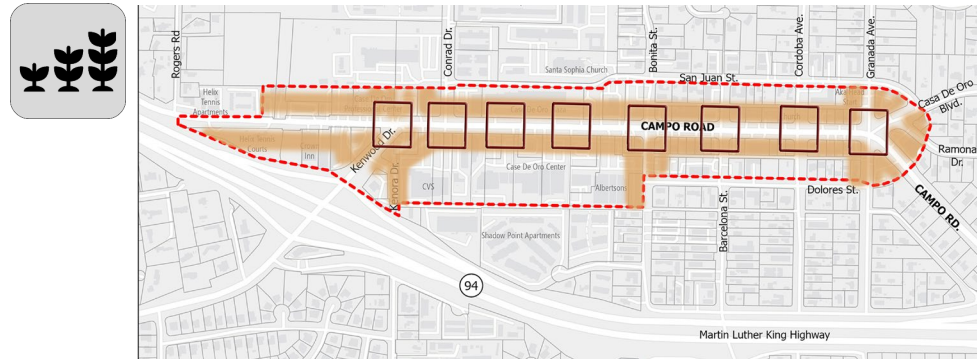 Rogers Rd
Conrad Dr.
Bonita St.
Cordoba Ave.
Granada Ave.
Santa Sophia Church
San Juan St.
Helo
Tennis
Apartments
Casa De Oro
Blvd.
CAMPO ROAD
Kenwood Dr.
Ramona
Dr.
Courts
Inn
Kenora Dr.
CVS
Case De Oro Center
Albertsons
Dolores St.
CAMPO RD.
Barcelona St.
Shadow Point Apartments
94
Martin Luther King Highway